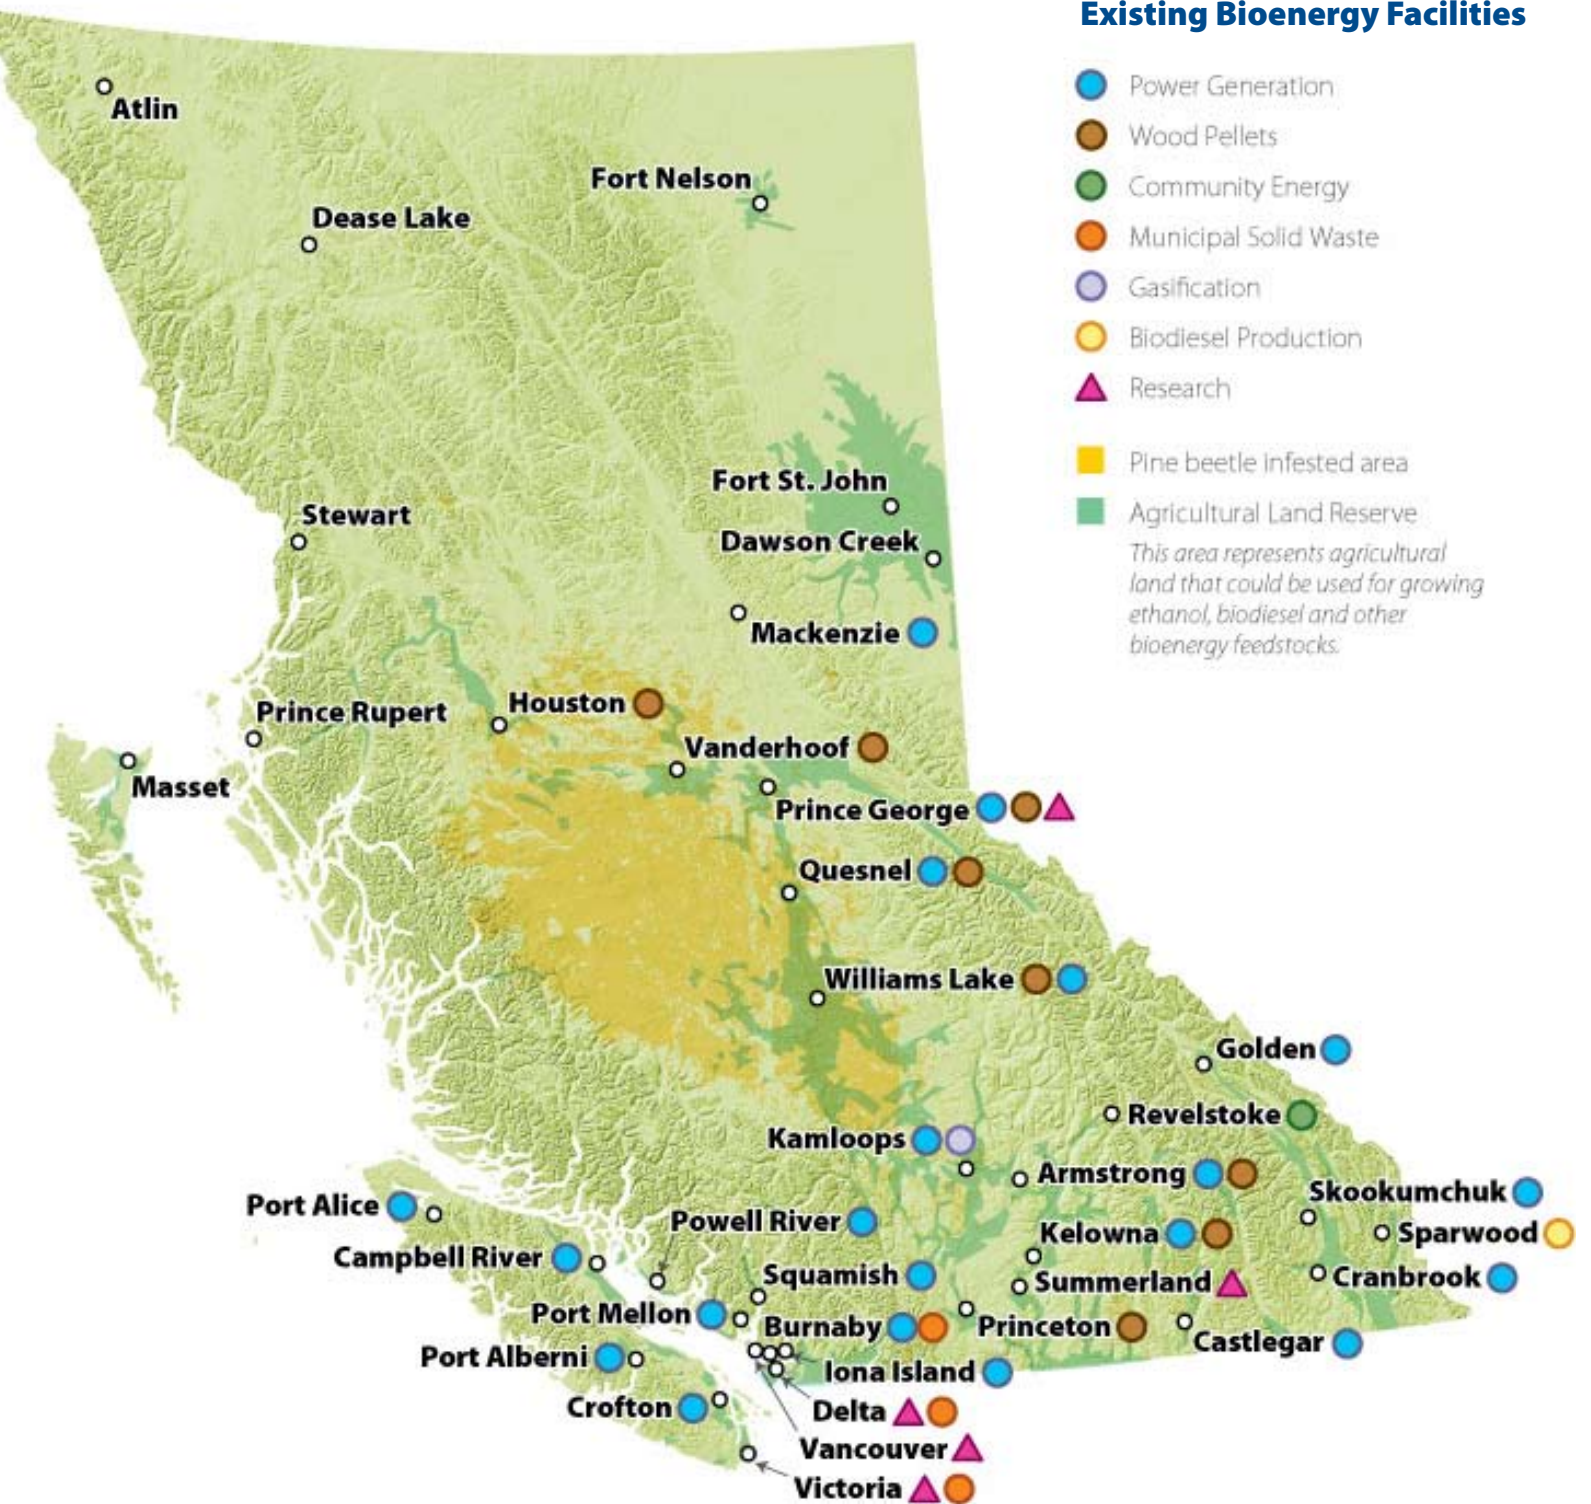 Existing Bioenergy Facilities
Power Generation
Wood Pellets
Community Energy
Municipal Solid Waste
Gasification
Biodiesel Production
Research
Pine beetle infested area
Agricultural Land Reserve
This area represents agricultural
land that could be used for growing
ethanol, biodiesel and other
bioenergy feedstocks.
Atlin
Fort Nelson
Dease Lake
Fort St. John
Stewart
Dawson Creek
Mackenzie
Houston
Prince Rupert
Vanderhoof
Masset
Prince George
Quesnel
Williams Lake
Golden
Revelstoke
Kamloops
Armstrong
Skookumchuk
Port Alice
Powell River
Kelowna
Sparwood
Campbell River
Squamish
Summerland
Cranbrook
Port Mellon
Burnaby
Princeton
Castlegar
Port Alberni
Iona Island
Crofton
Delta
Vancouver
Victoria